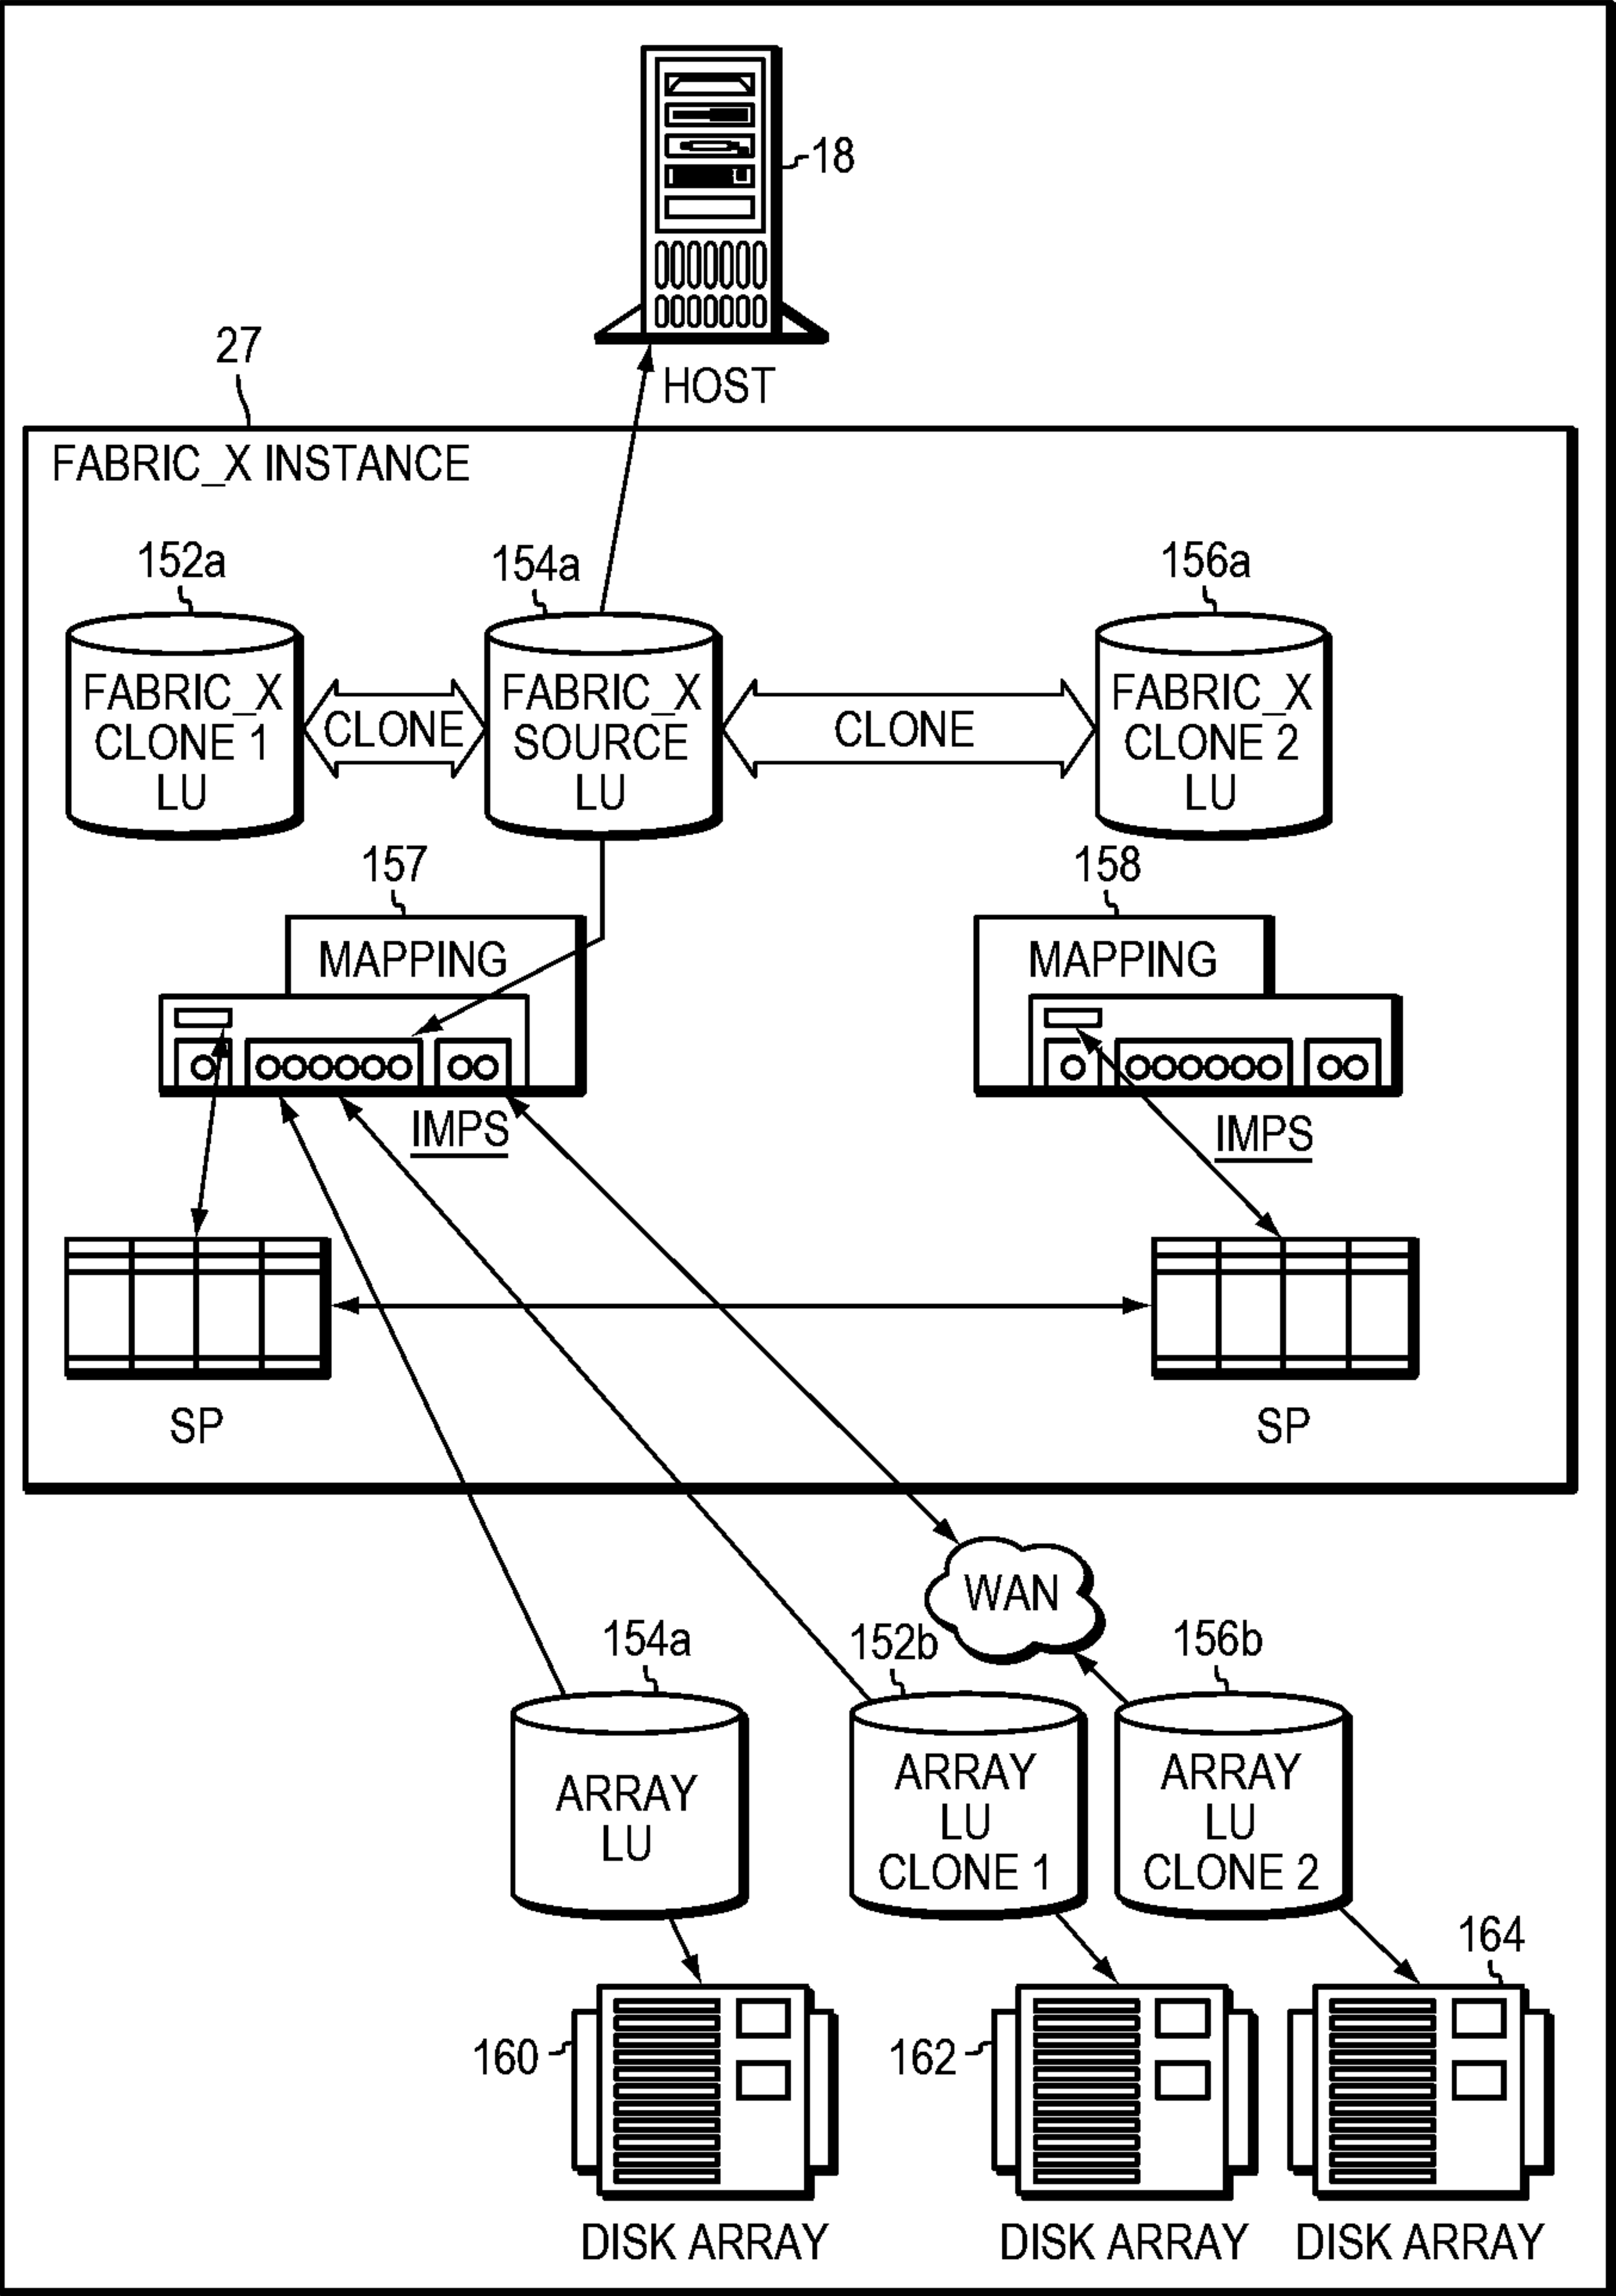 18
HOST
27
FABRIC_X INSTANCE
152a
154a
156a
FABRIC_X
CLONE 1
LU
CLONE
FABRIC_X
SOURCE
LU
CLONE
FABRIC_X
CLONE 2
LU
157
158
MAPPING
MAPPING
IMPS
IMPS
SP
SP
WAN
154a
152b
156b
ARRAY
LU
ARRAY
LU
CLONE 1
ARRAY
LU
CLONE 2
164
160
162
DISK ARRAY
DISK ARRAY
DISK ARRAY